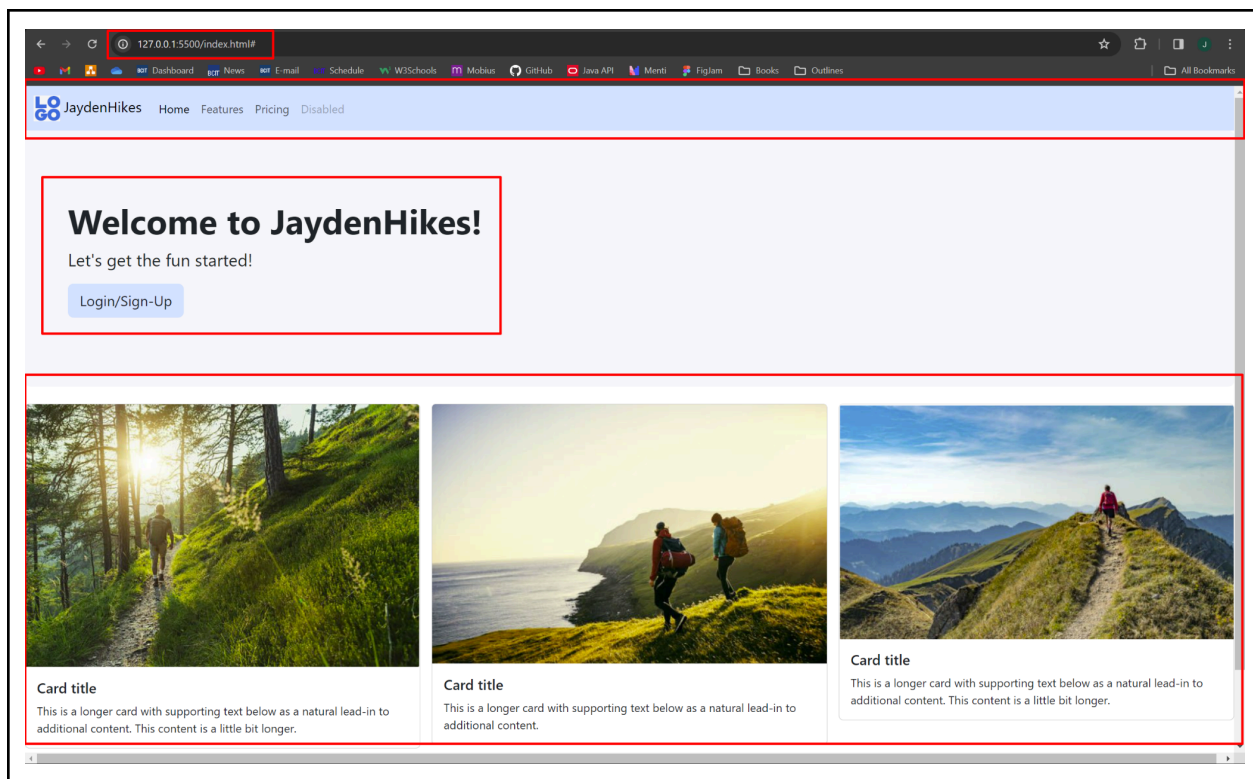 127.0.0.1:5500/index.html#
BCIT Dashboard BCIT News BCIT E-mail Schedule W3Schools Mobius GitHub Java API Menti FigJam Books Outlines All Bookmarks
LOGO JaydenHikes Home Features Pricing Disabled
Welcome to JaydenHikes!
Let's get the fun started!
Login/Sign-Up
Card title
This is a longer card with supporting text below as a natural lead-in to
additional content. This content is a little bit longer.
Card title
This is a longer card with supporting text below as a natural lead-in to
additional content.
Card title
This is a longer card with supporting text below as a natural lead-in to
additional content. This content is a little bit longer.